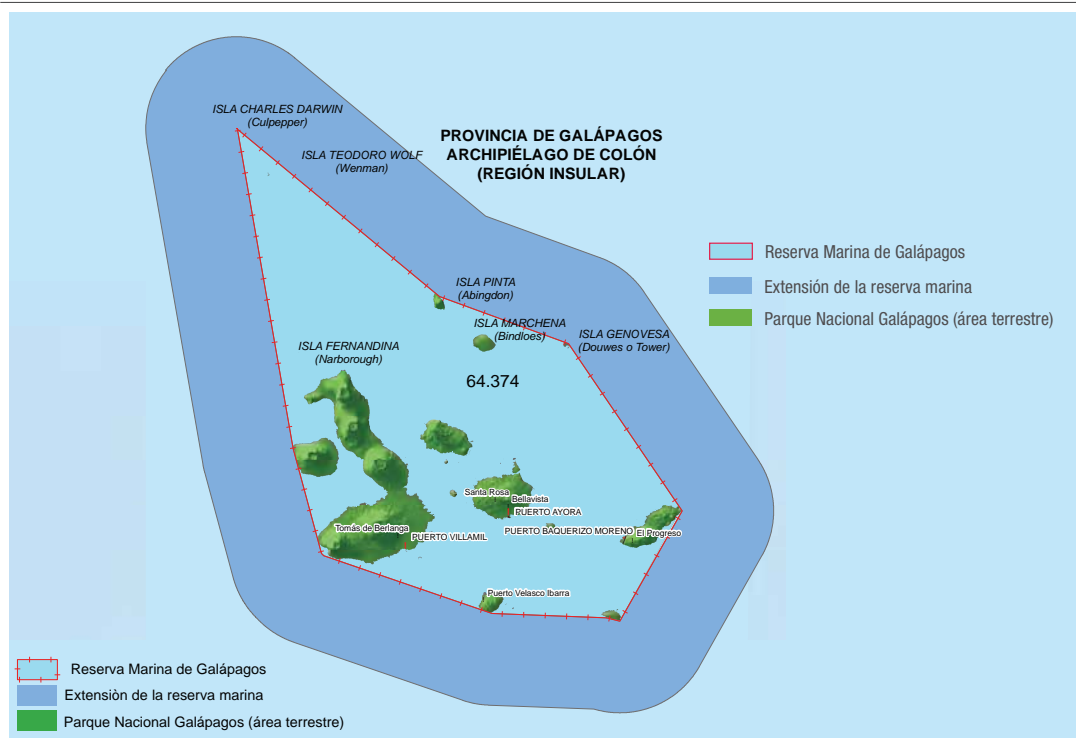 ISLA CHARLES DARWIN
(Culpepper)
PROVINCIA DE GALÁPAGOS
ARCHIPIÉLAGO DE COLÓN
(REGIÓN INSULAR)
ISLA TEODORO WOLF
(Wenman)
Reserva Marina de Galápagos
Extensión de la reserva marina
Parque Nacional Galápagos (área terrestre)
ISLA PINTA
(Abingdon)
ISLA MARCHENA
(Bindloes)
ISLA GENOVESA
(Douwes o Tower)
ISLA FERNANDINA
(Narborough)
64.374
Santa Rosa
Bellavista
PUERTO AYORA
Tomás de Berlanga
PUERTO VILLAMIL
PUERTO BAQUERIZO MORENO
El Progreso
Puerto Velasco Ibarra
Reserva Marina de Galápagos
Extensiòn de la reserva marina
Parque Nacional Galápagos (área terrestre)